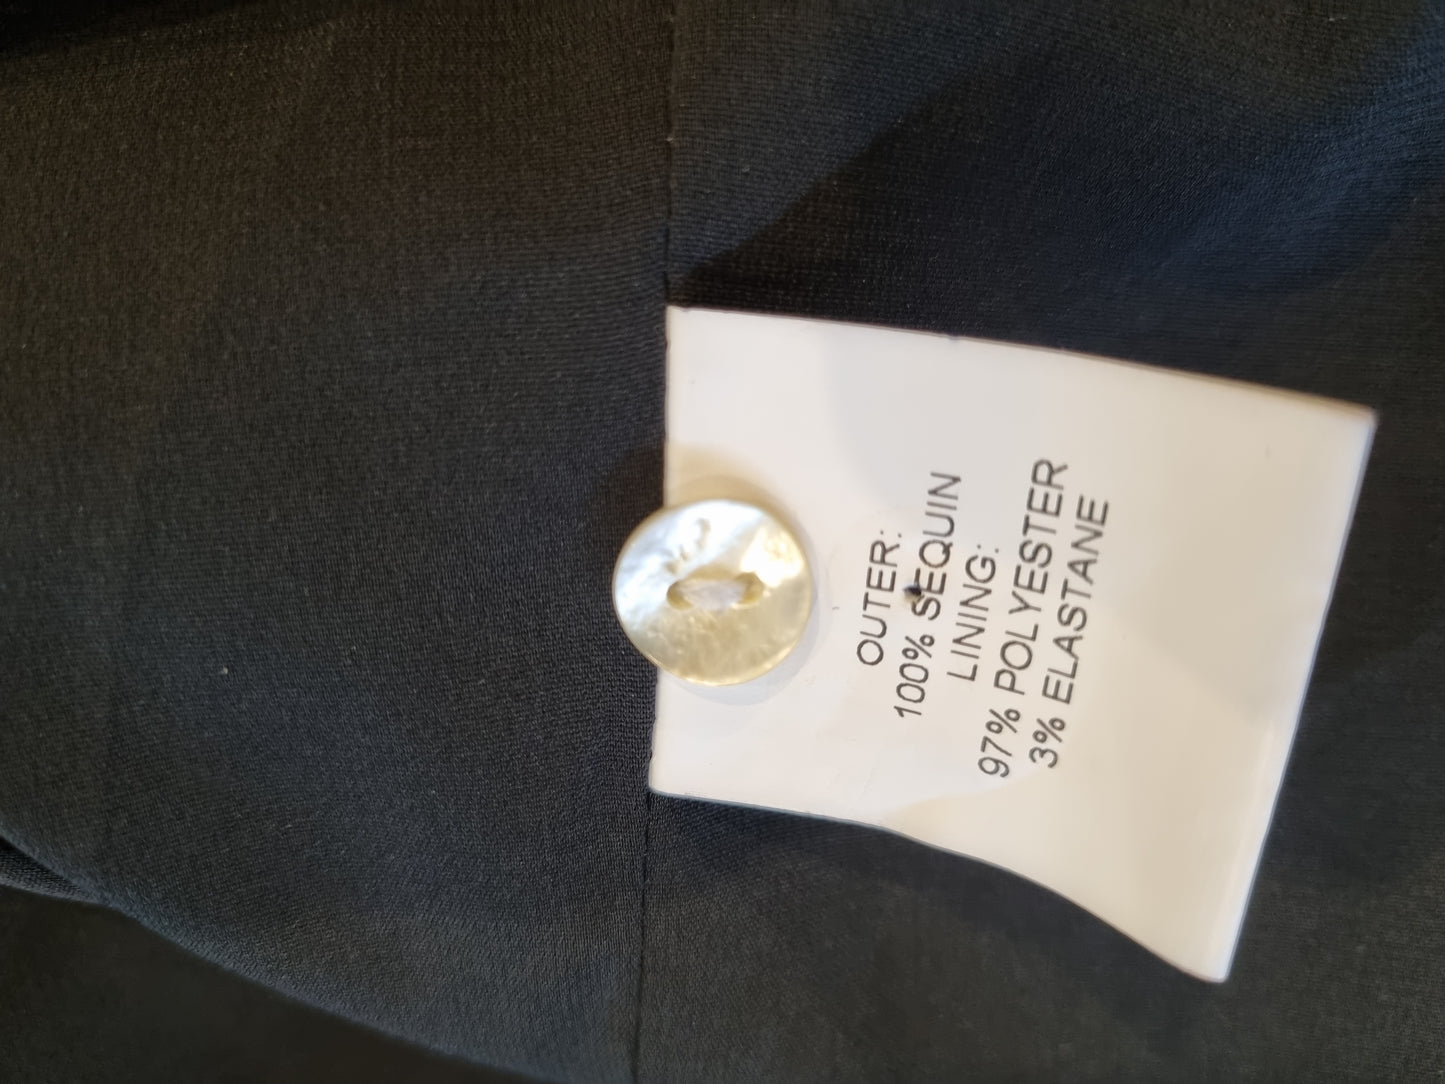 OUTER:
100% SEQUIN
LINING:
97% POLYESTER
3% ELASTANE